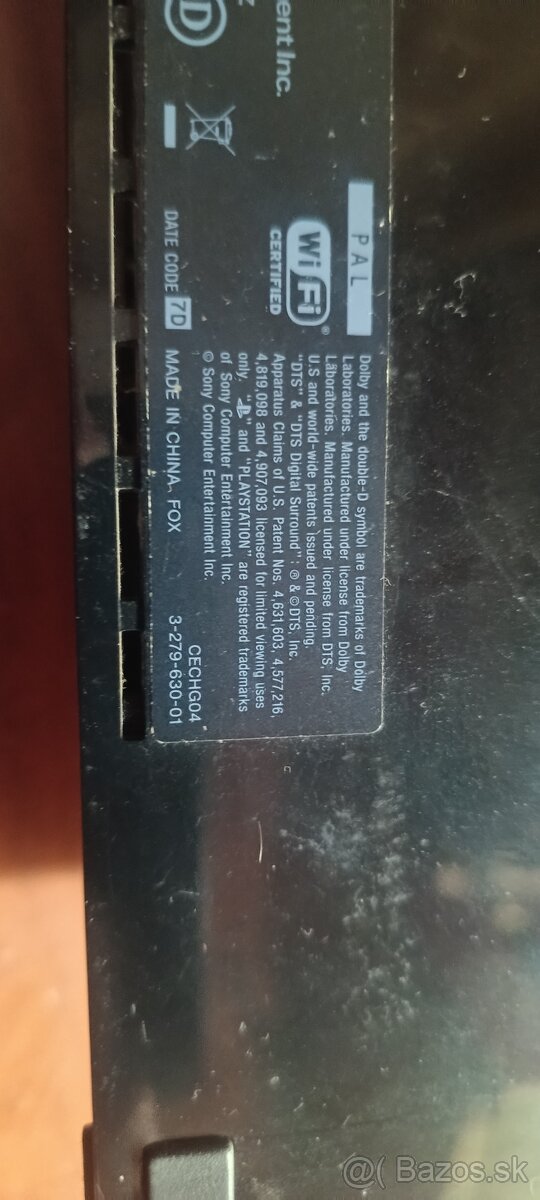 ent Inc.
z
D
PAL
Wi Fi ®
CERTIFIED
DATE CODE 7D
MADE IN CHINA FOX
Dolby and the double-D symbol are trademarks of Dolby
Laboratories. Manufactured under license from Dolby
Laboratories. Manufactured under license from DTS, Inc.
U.S and world-wide patents issued and pending.
"DTS" & "DTS Digital Surround": ® & © DTS, Inc.
Apparatus Claims of U.S. Patent Nos. 4,631,603, 4,577,216,
4,819,098 and 4,907,093 licensed for limited viewing uses
only. " " and "PLAYSTATION" are registered trademarks
of Sony Computer Entertainment Inc.
© Sony Computer Entertainment Inc.
CECHG04
3-279-630-01
@( Bazos.sk